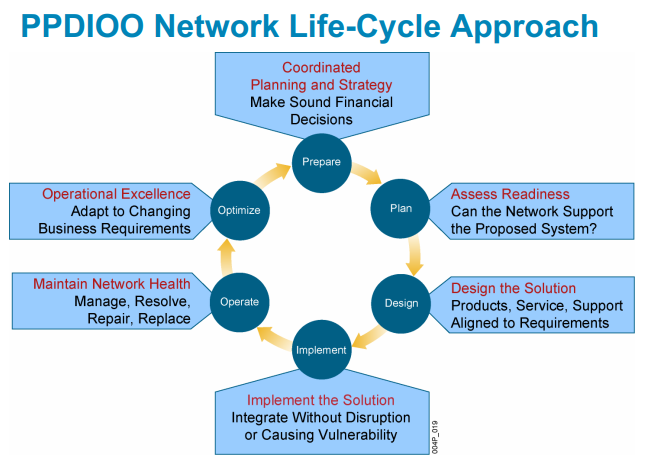 PPDIOO Network Life-Cycle Approach
Coordinated
Planning and Strategy
Make Sound Financial
Decisions
Prepare
Operational Excellence
Adapt to Changing
Business Requirements
Optimize
Plan
Assess Readiness
Can the Network Support
the Proposed System?
Maintain Network Health
Manage, Resolve,
Repair, Replace
Operate
Design
Design the Solution
Products, Service, Support
Aligned to Requirements
Implement
Implement the Solution
Integrate Without Disruption
or Causing Vulnerability
004P_019